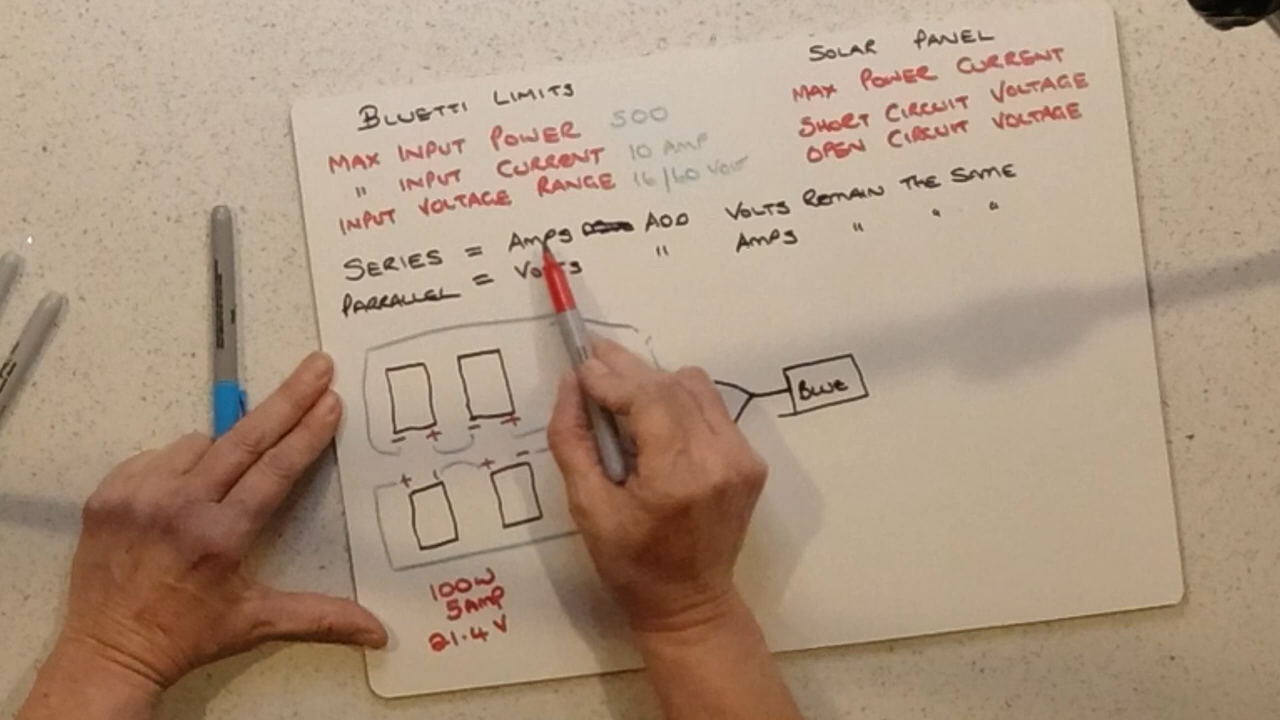 BLUETTI LIMITS
MAX INPUT POWER 500
" INPUT CURRENT 10 AMP
INPUT VOLTAGE RANGE 16/60 VOLT
SOLAR PANEL
MAX POWER CURRENT
SHORT CIRCUIT VOLTAGE
OPEN CIRCUIT VOLTAGE
SERIES = AMPS ADD VOLTS REMAIN THE SAME
PARRALLEL = VOLTS " AMPS " " "
- + - +
+ - + -
BLUE
100W
5AMP
21.4V